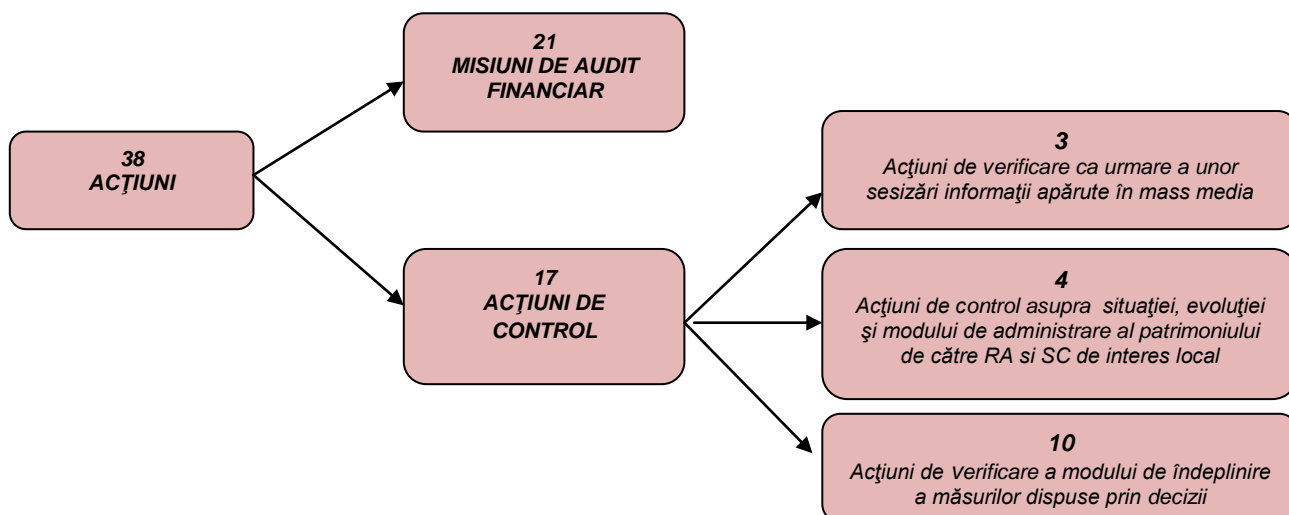 21
MISIUNI DE AUDIT
FINANCIAR
38
ACŢIUNI
17
ACŢIUNI DE
CONTROL
3
Acţiuni de verificare ca urmare a unor
sesizări informaţii apărute în mass media
4
Acţiuni de control asupra situaţiei, evoluţiei
şi modului de administrare al patrimoniului
de către RA si SC de interes local
10
Acţiuni de verificare a modului de îndeplinire
a măsurilor dispuse prin decizii